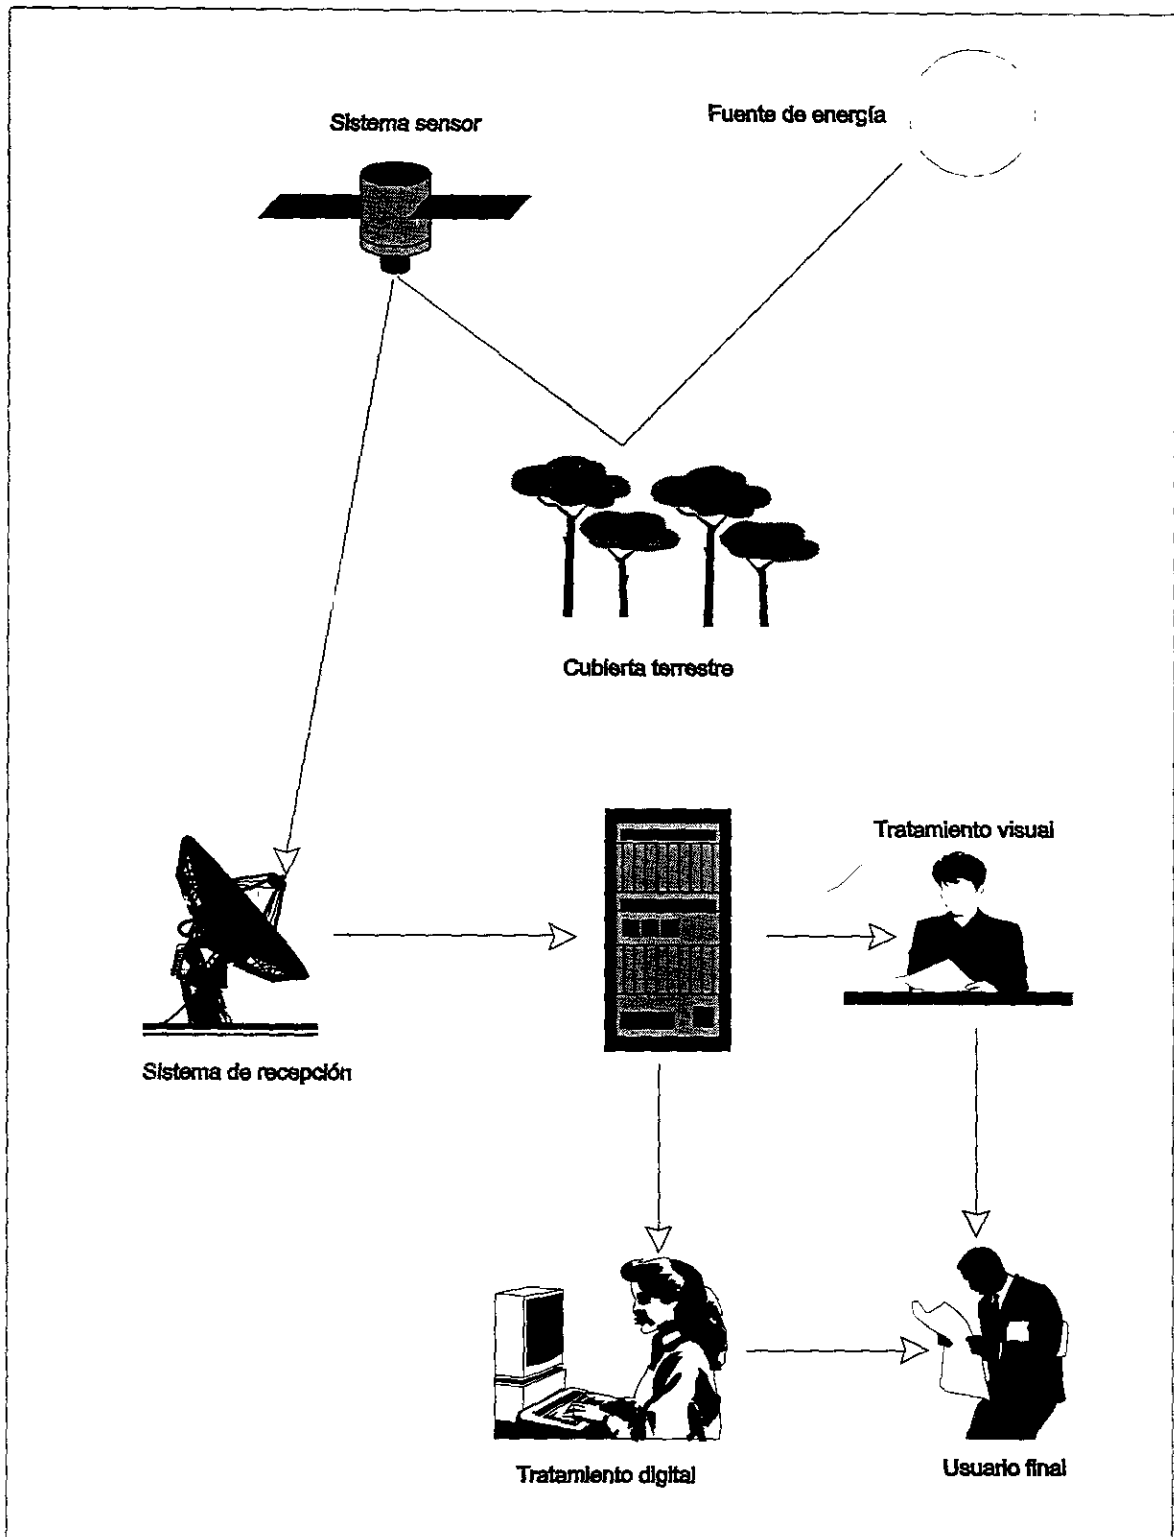 Sistema sensor
Fuente de energía
Cubierta terrestre
Tratamiento visual
Sistema de recepción
Tratamiento digital
Usuario final